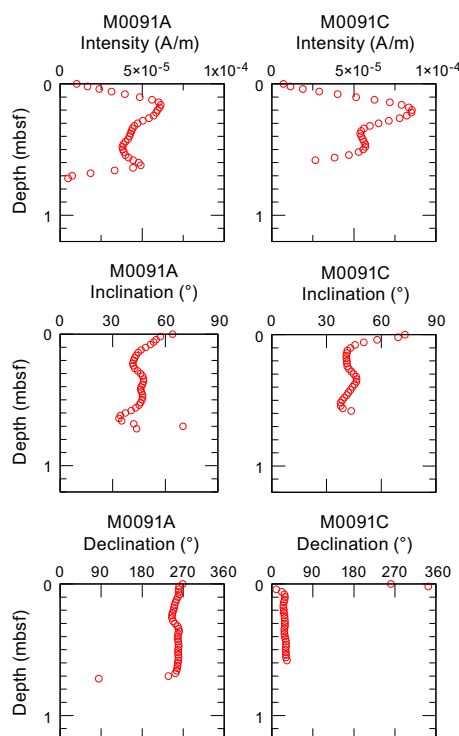 M0091A
Intensity (A/m)
M0091C
Intensity (A/m)
0 5×10⁻⁵ 1×10⁻⁴
0 5×10⁻⁵ 1×10⁻⁴
0
1
Depth (mbsf)
0
1
M0091A
Inclination (°)
M0091C
Inclination (°)
0 30 60 90
0 30 60 90
0
1
Depth (mbsf)
0
1
M0091A
Declination (°)
M0091C
Declination (°)
0 90 180 270 360
0 90 180 270 360
0
1
Depth (mbsf)
0
1